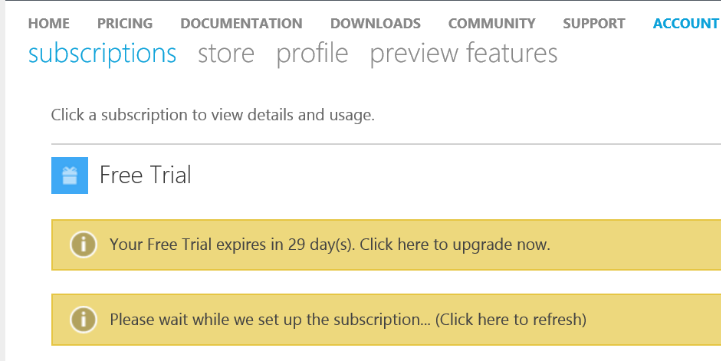 HOME PRICING DOCUMENTATION DOWNLOADS COMMUNITY SUPPORT ACCOUNT
subscriptions store profile preview features
Click a subscription to view details and usage.
Free Trial
Your Free Trial expires in 29 day(s). Click here to upgrade now.
Please wait while we set up the subscription... (Click here to refresh)